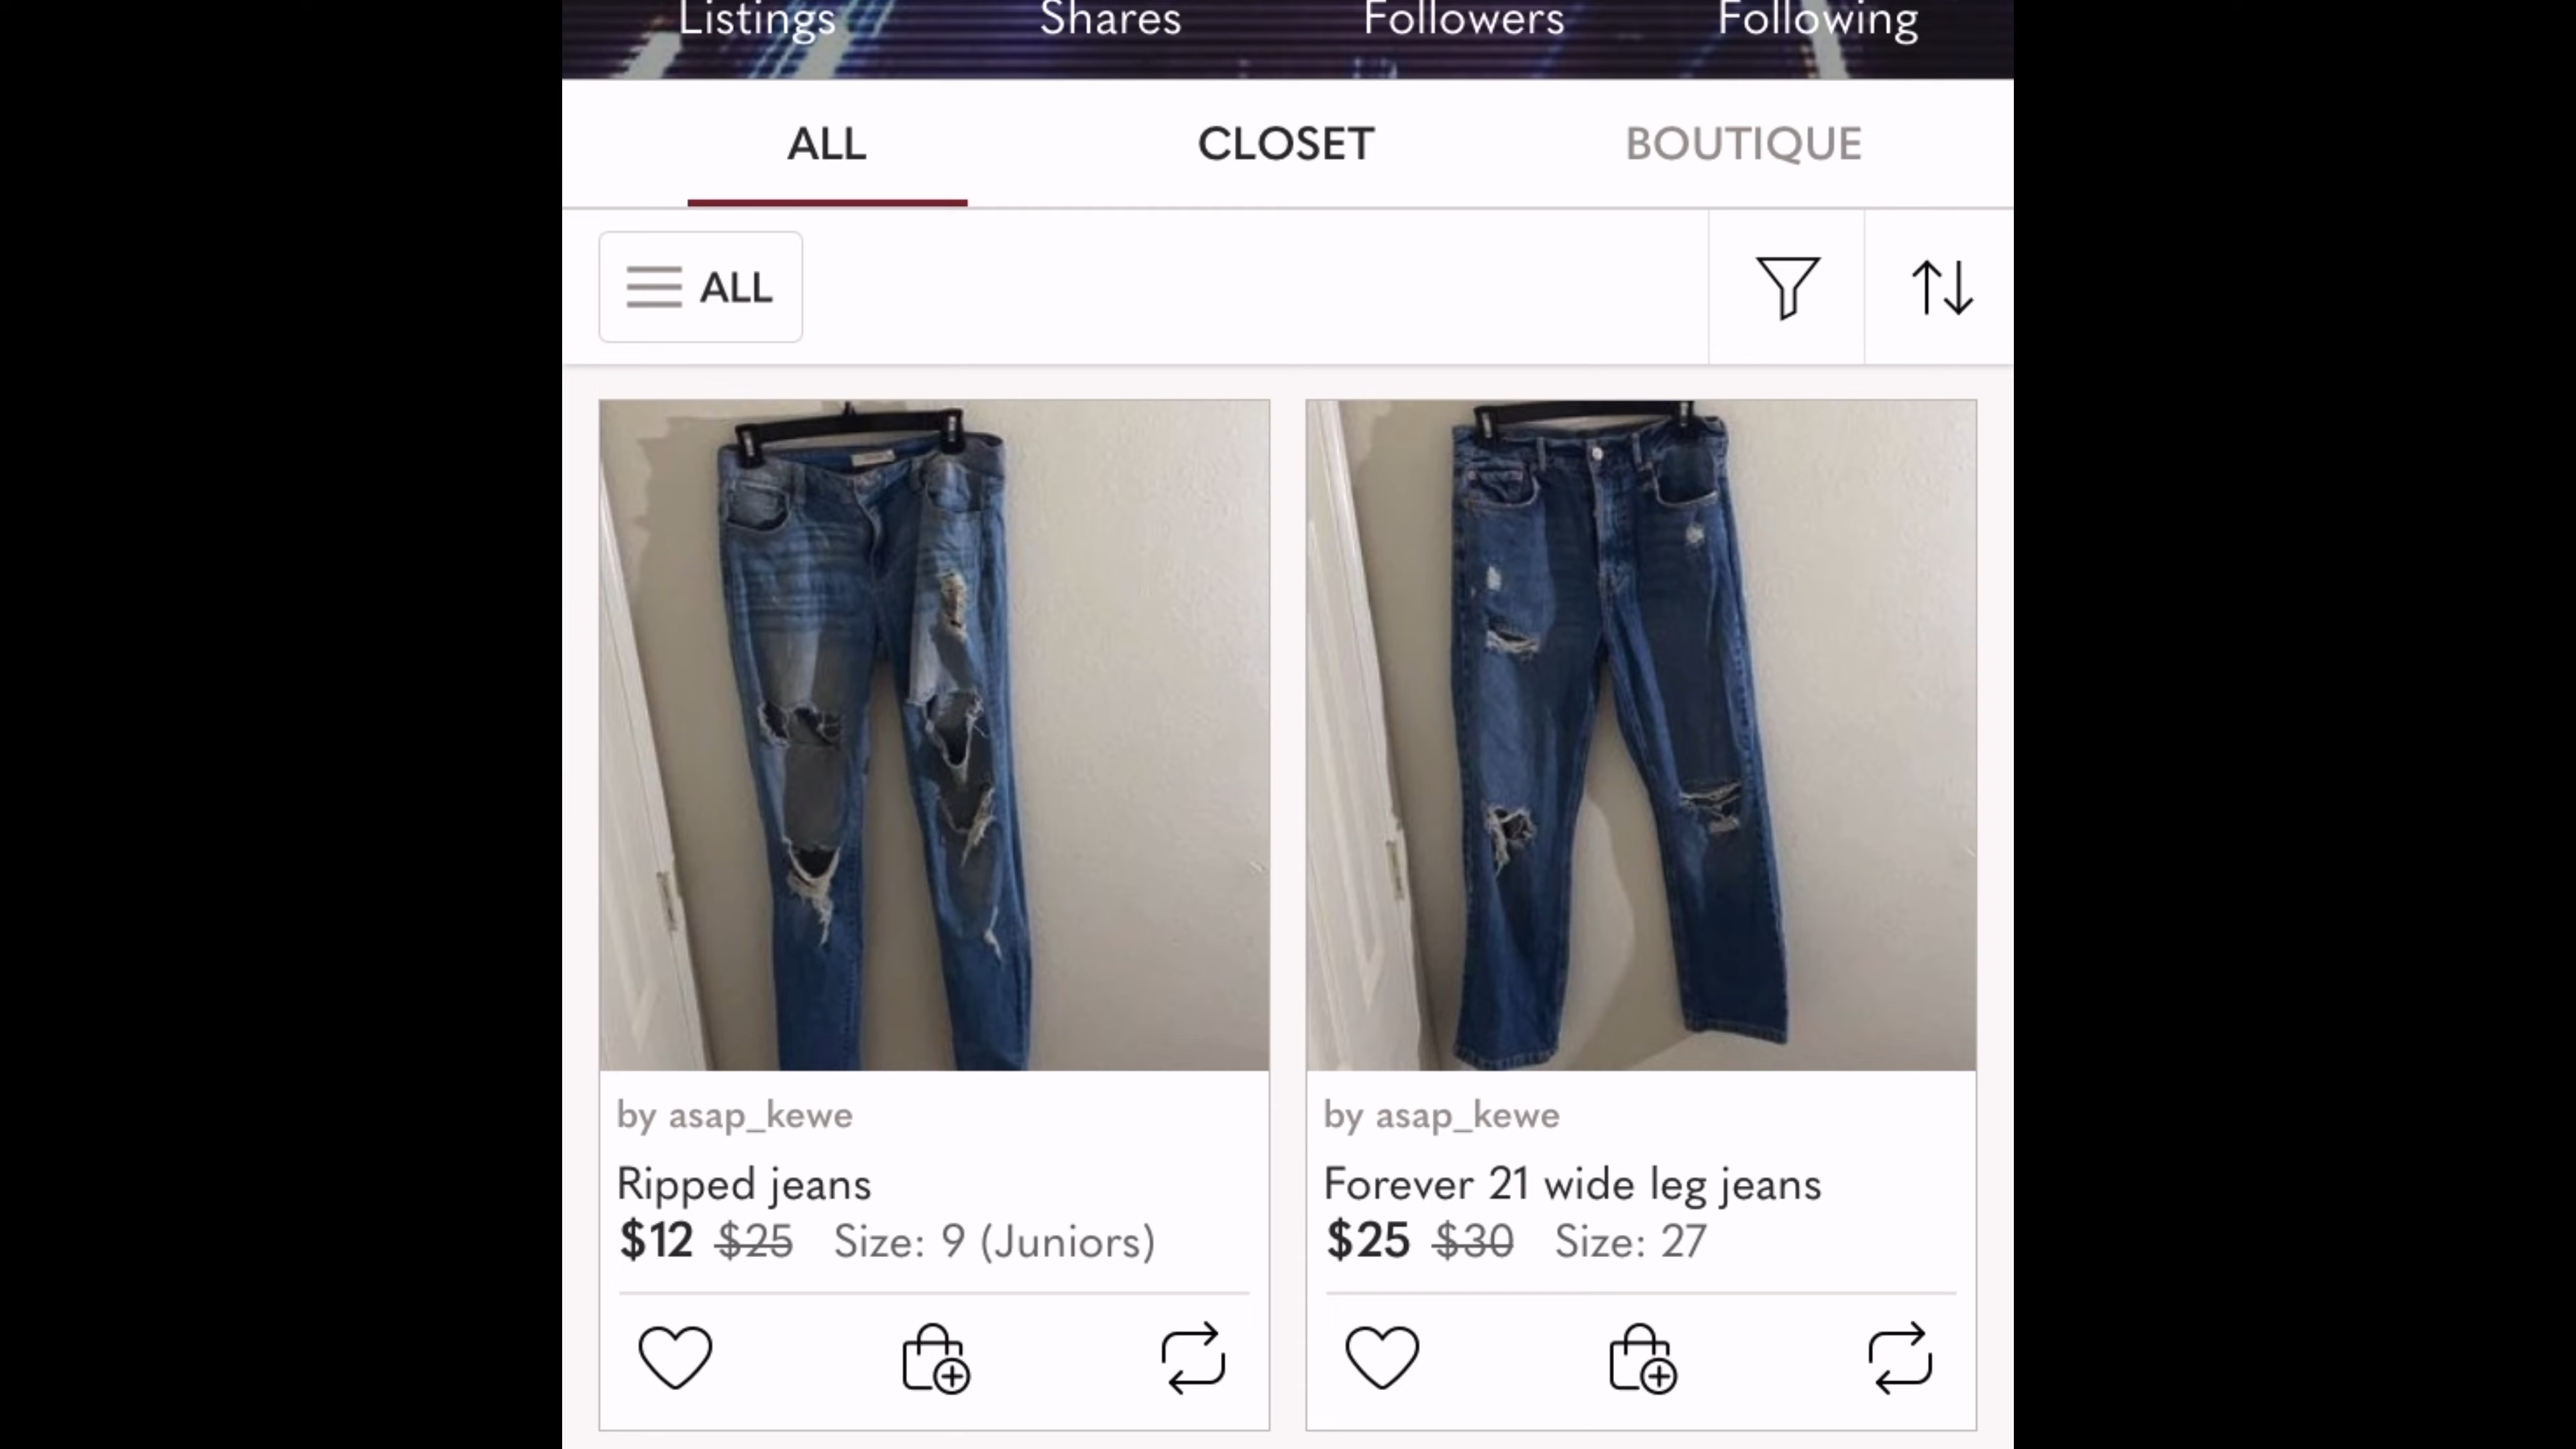 Listings Shares Followers Following
ALL CLOSET BOUTIQUE
ALL
by asap_kewe
Ripped jeans
$12 $25 Size: 9 (Juniors)
by asap_kewe
Forever 21 wide leg jeans
$25 $30 Size: 27